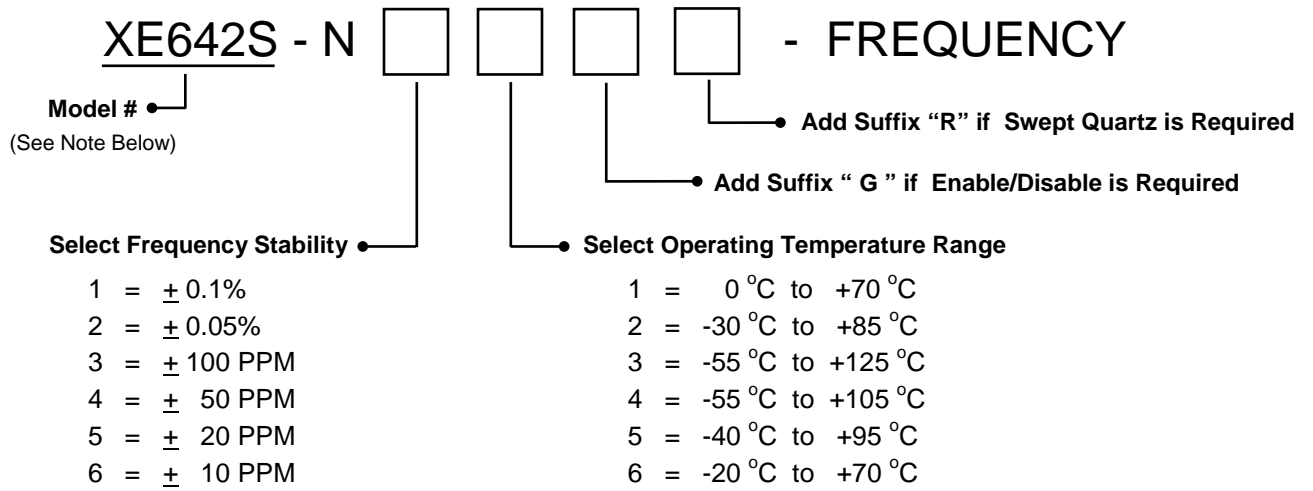 XE642S - N - FREQUENCY
Model #
(See Note Below)
Add Suffix “R” if Swept Quartz is Required
Add Suffix “ G ” if Enable/Disable is Required
Select Frequency Stability
1 = ± 0.1%
2 = ± 0.05%
3 = ± 100 PPM
4 = ± 50 PPM
5 = ± 20 PPM
6 = ± 10 PPM
Select Operating Temperature Range
1 = 0 °C to +70 °C
2 = -30 °C to +85 °C
3 = -55 °C to +125 °C
4 = -55 °C to +105 °C
5 = -40 °C to +95 °C
6 = -20 °C to +70 °C